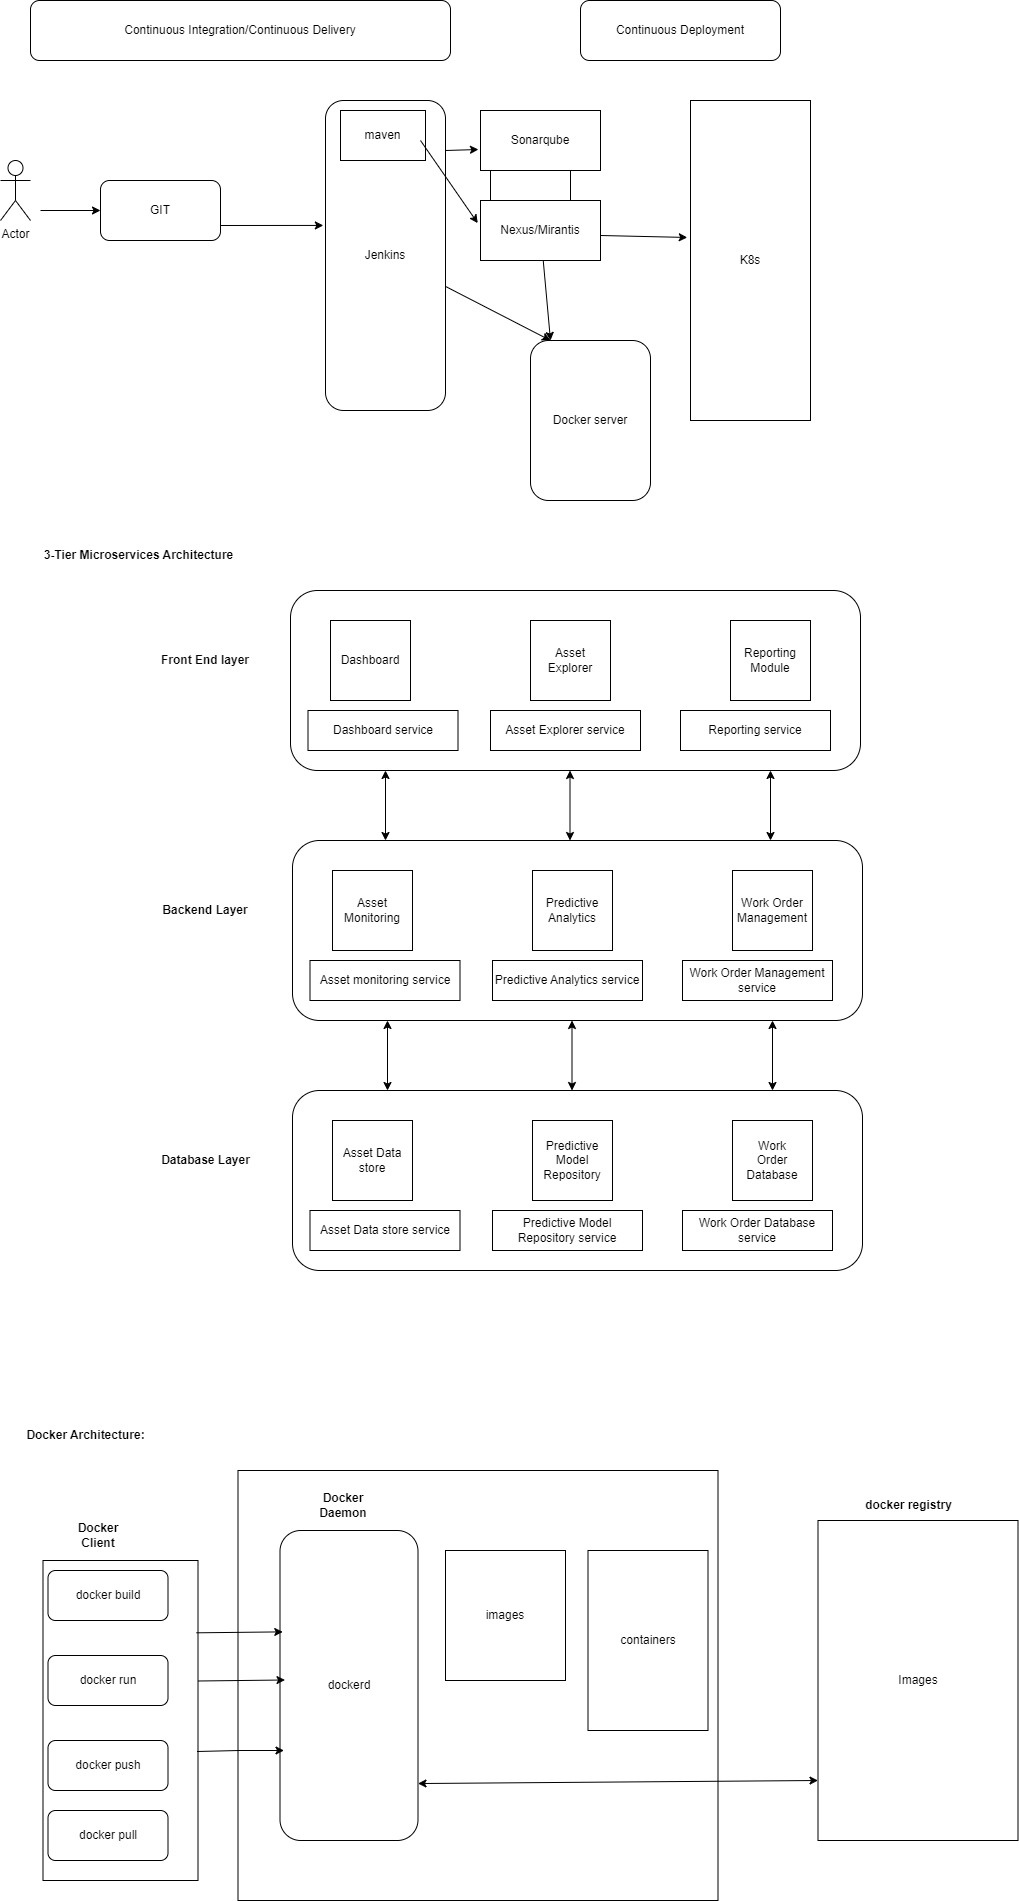 Continuous Integration/Continuous Delivery
Continuous Deployment
maven
Sonarqube
GIT
Nexus/Mirantis
Actor
Jenkins
K8s
Docker server
3-Tier Microservices Architecture
Front End layer
Dashboard
Asset
Explorer
Reporting
Module
Dashboard service
Asset Explorer service
Reporting service
Backend Layer
Asset
Monitoring
Predictive
Analytics
Work Order
Management
Asset monitoring service
Predictive Analytics service
Work Order Management
service
Database Layer
Asset Data
store
Predictive
Model
Repository
Work
Order
Database
Asset Data store service
Predictive Model
Repository service
Work Order Database
service
Docker Architecture:
Docker
Client
docker build
docker run
docker push
docker pull
Docker
Daemon
dockerd
images
containers
docker registry
Images